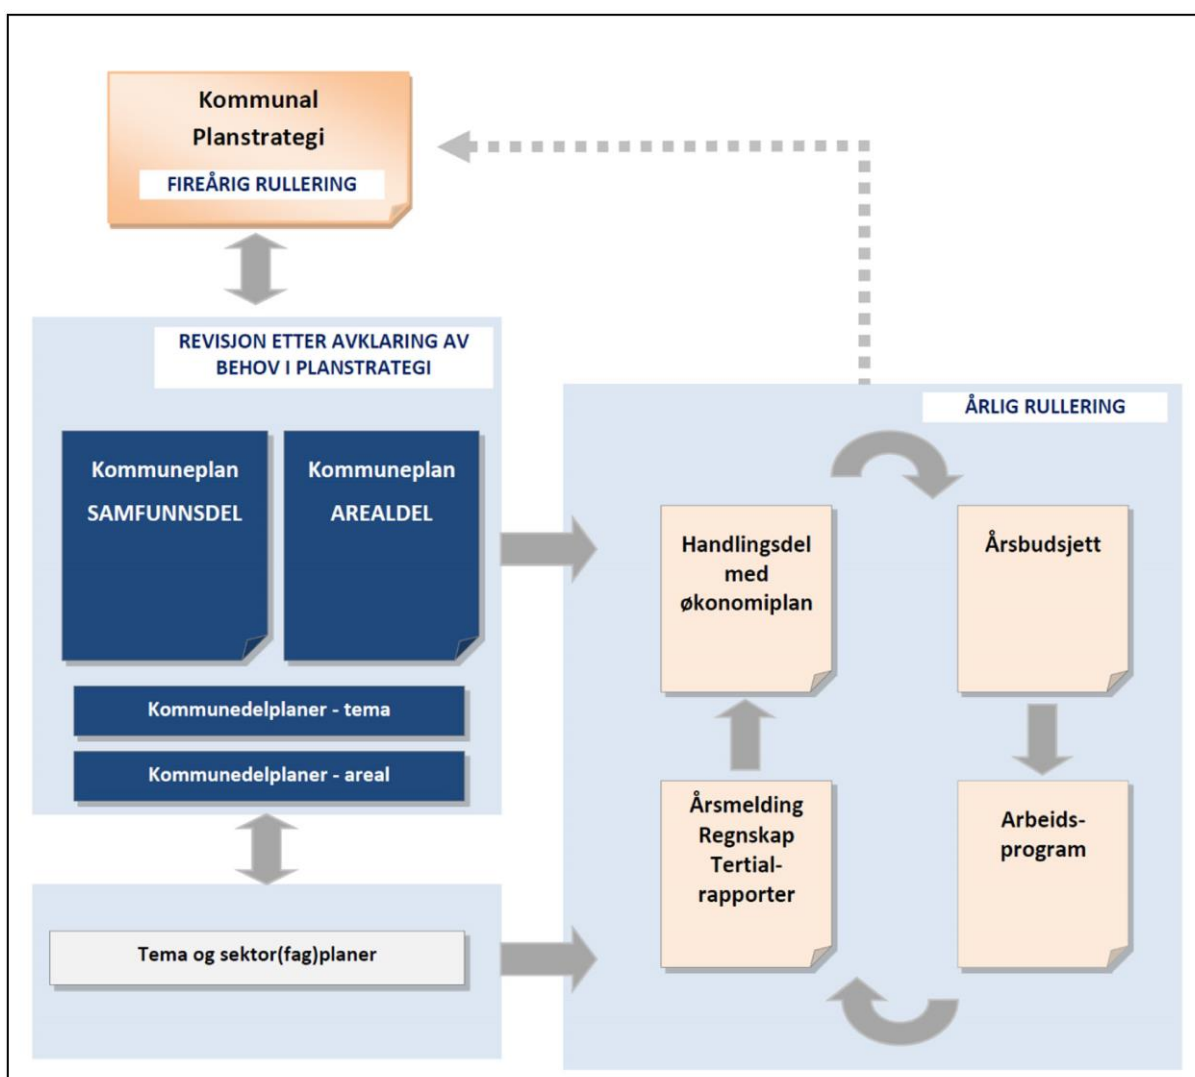 Kommunal
Planstrategi
FIREÅRIG RULLERING
REVISJON ETTER AVKLARING AV
BEHOV I PLANSTRATEGI
Kommuneplan
SAMFUNNSDEL
Kommuneplan
AREALDEL
Kommunedelplaner - tema
Kommunedelplaner - areal
Tema og sektor(fag)planer
ÅRLIG RULLERING
Handlingsdel
med
økonomiplan
Årsbudsjett
Årsmelding
Regnskap
Tertial-
rapporter
Arbeids-
program